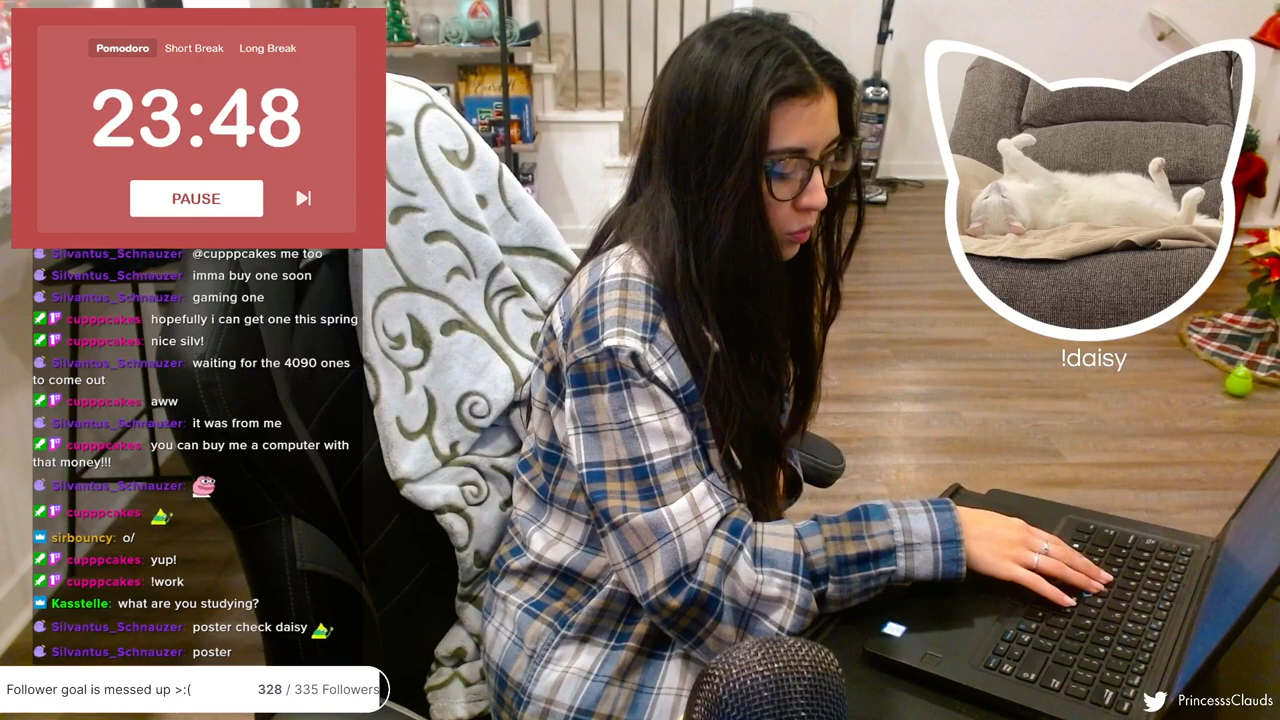 Pomodoro Short Break Long Break
23:48
PAUSE
Silvantus_Schnauzer: @cupppcakes me too
Silvantus_Schnauzer: imma buy one soon
Silvantus_Schnauzer: gaming one
cupppcakes: hopefully i can get one this spring
cupppcakes: nice silv!
Silvantus_Schnauzer: waiting for the 4090 ones
to come out
cupppcakes: aww
Silvantus_Schnauzer: it was from me
cupppcakes: you can buy me a computer with
that money!!!
Silvantus_Schnauzer:
cupppcakes:
sirbouncy: o/
cupppcakes: yup!
cupppcakes: !work
Kasstelle: what are you studying?
Silvantus_Schnauzer: poster check daisy
Silvantus_Schnauzer: poster
Follower goal is messed up >:( 328 / 335 Followers
!daisy
PrincesssClauds